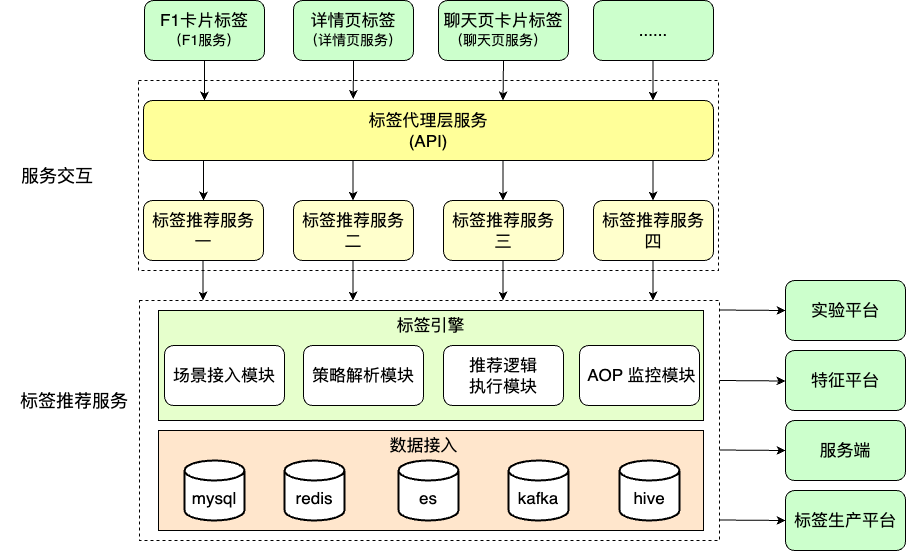 F1卡片标签
（F1服务）
详情页标签
（详情页服务）
聊天页卡片标签
（聊天页服务）
......
标签代理层服务
(API)
服务交互
标签推荐服务
一
标签推荐服务
二
标签推荐服务
三
标签推荐服务
四
标签引擎
场景接入模块
策略解析模块
推荐逻辑
执行模块
AOP 监控模块
标签推荐服务
数据接入
mysql
redis
es
kafka
hive
实验平台
特征平台
服务端
标签生产平台